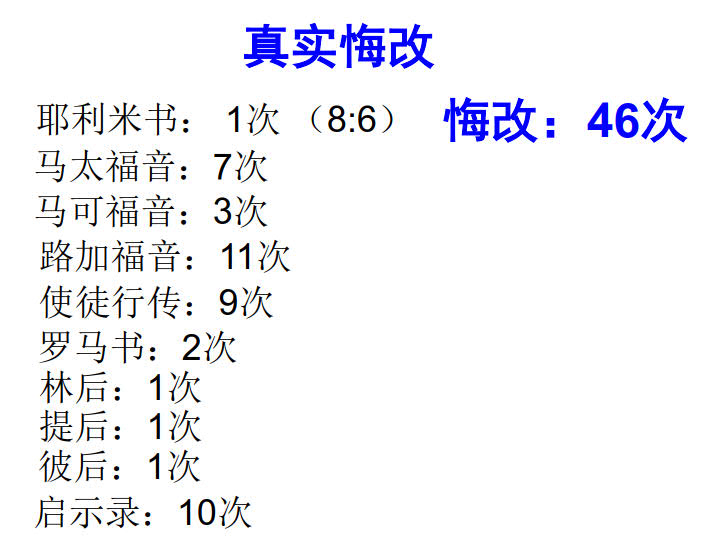 真实悔改
耶利米书： 1次 （8:6）
悔改：46次
马太福音：7次
马可福音：3次
路加福音：11次
使徒行传：9次
罗马书：2次
林后：1次
提后：1次
彼后：1次
启示录：10次